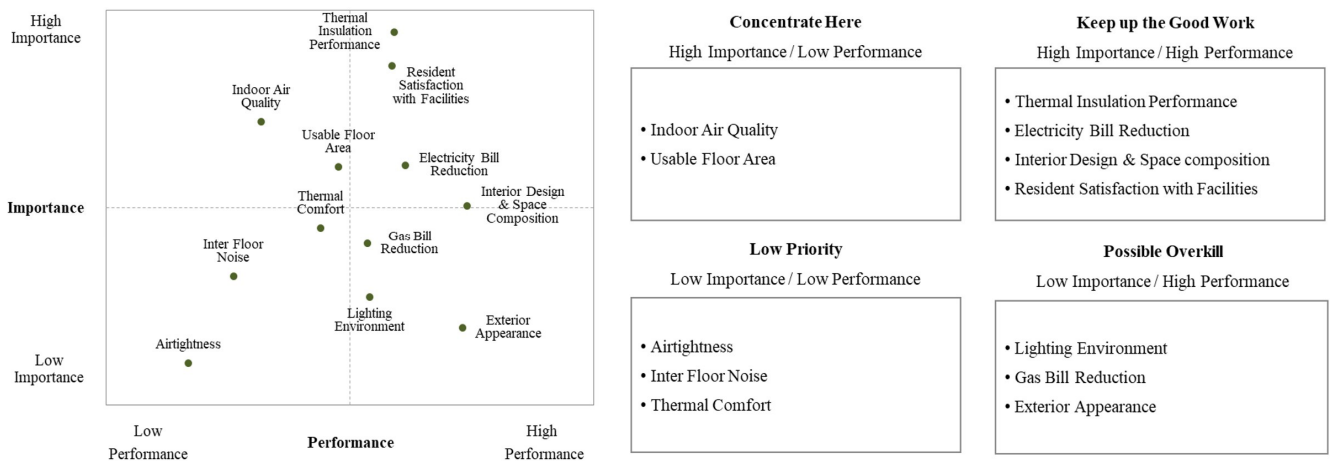 High
Importance
Thermal
Insulation
Performance
Resident
Satisfaction
with Facilities
Indoor Air
Quality
Usable Floor
Area
Electricity Bill
Reduction
Interior Design
& Space
Composition
Thermal
Comfort
Importance
Gas Bill
Reduction
Inter Floor
Noise
Lighting
Environment
Exterior
Appearance
Airtightness
Low
Importance
Low
Performance
Performance
High
Performance
Concentrate Here
High Importance / Low Performance
• Indoor Air Quality
• Usable Floor Area
Keep up the Good Work
High Importance / High Performance
• Thermal Insulation Performance
• Electricity Bill Reduction
• Interior Design & Space composition
• Resident Satisfaction with Facilities
Low Priority
Low Importance / Low Performance
• Airtightness
• Inter Floor Noise
• Thermal Comfort
Possible Overkill
Low Importance / High Performance
• Lighting Environment
• Gas Bill Reduction
• Exterior Appearance